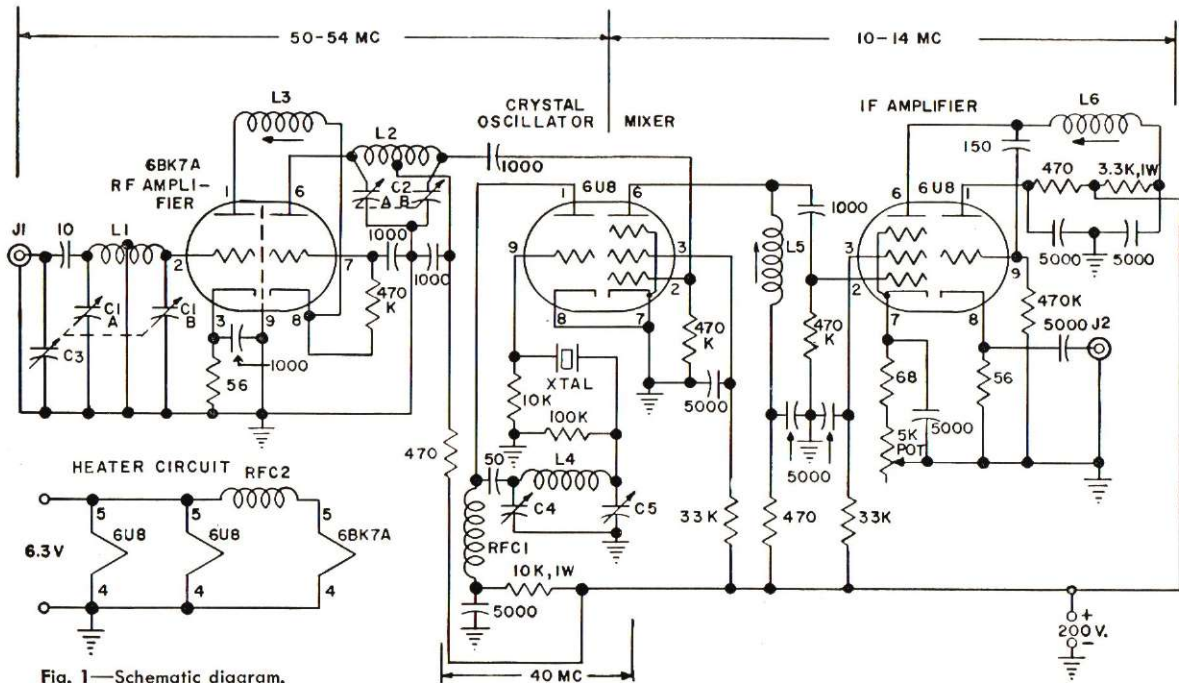 50-54 MC
10-14 MC
L3
CRYSTAL
OSCILLATOR
MIXER
IF AMPLIFIER
L6
6BK7A
RF AMPLI-
FIER
L2
1000
150
470
3.3K,1W
1
6
C2
A B
1
6U8
6
6
6U8
1
J1
10
L1
1000
5000
5000
2
7
1000
1000
9
3
2
L5
3
2
9
C1
A
C1
B
470
K
470
K
470
K
470K
J2
3
9
8
8
7
7
8
5000
C3
1000
56
XTAL
10K
100K
5000
5000
68
56
5000
5K
POT
HEATER CIRCUIT
RFC2
470
50
L4
C4
C5
5
5
5
6U8
6U8
6BK7A
6.3V
4
4
4
RFC1
33K
470
33K
10K,1W
5000
+
200V.
-
40 MC
Fig. 1—Schematic diagram.